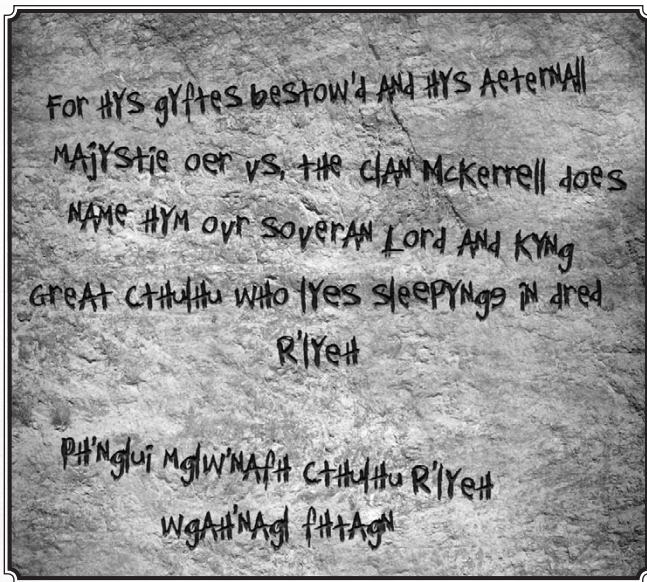 For HYS gYftes bestow'd ANd HYS AeterNAll
MAjYStie oer vS, tHe clAN McKerrell does
NAMe HYM ovr SoverAN Lord ANd KYNg
GreAt CtHulHu wHo lYes SleePYNge iN dred
R'lYeH
PH'Nglui MglW'NAfH CtHulHu R'lYeH
WgAH'NAgl fHtAgN